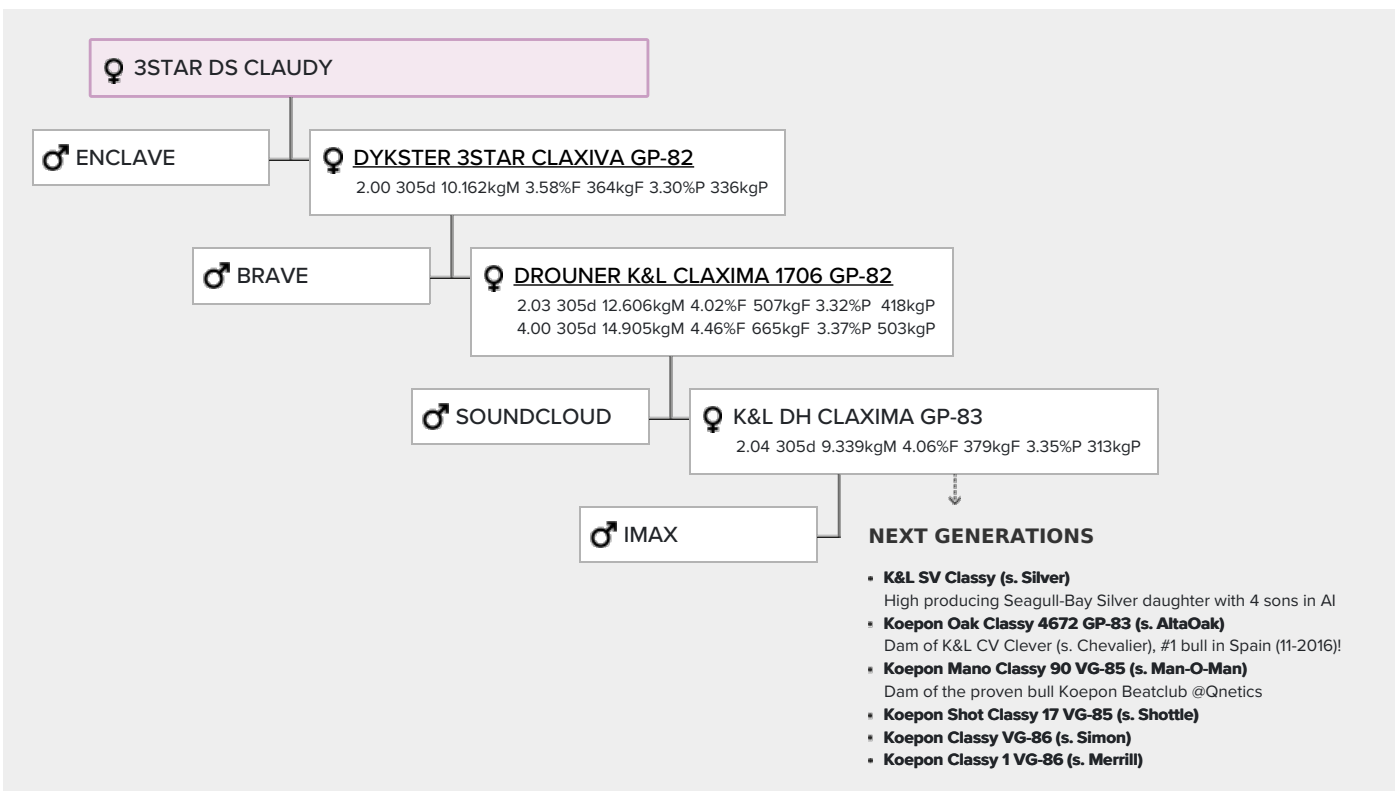 3STAR DS CLAUDY
ENCLAVE
DYKSTER 3STAR CLAXIVA GP-82
2.00 305d 10.162kgM 3.58%F 364kgF 3.30%P 336kgP
BRAVE
DROUNER K&L CLAXIMA 1706 GP-82
2.03 305d 12.606kgM 4.02%F 507kgF 3.32%P 418kgP
4.00 305d 14.905kgM 4.46%F 665kgF 3.37%P 503kgP
SOUNDCLOUD
K&L DH CLAXIMA GP-83
2.04 305d 9.339kgM 4.06%F 379kgF 3.35%P 313kgP
IMAX
NEXT GENERATIONS
K&L SV Classy (s. Silver)
High producing Seagull-Bay Silver daughter with 4 sons in AI
Koepon Oak Classy 4672 GP-83 (s. AltaOak)
Dam of K&L CV Clever (s. Chevalier), #1 bull in Spain (11-2016)!
Koepon Mano Classy 90 VG-85 (s. Man-O-Man)
Dam of the proven bull Koepon Beatclub @Qnetics
Koepon Shot Classy 17 VG-85 (s. Shottle)
Koepon Classy VG-86 (s. Simon)
Koepon Classy 1 VG-86 (s. Merrill)